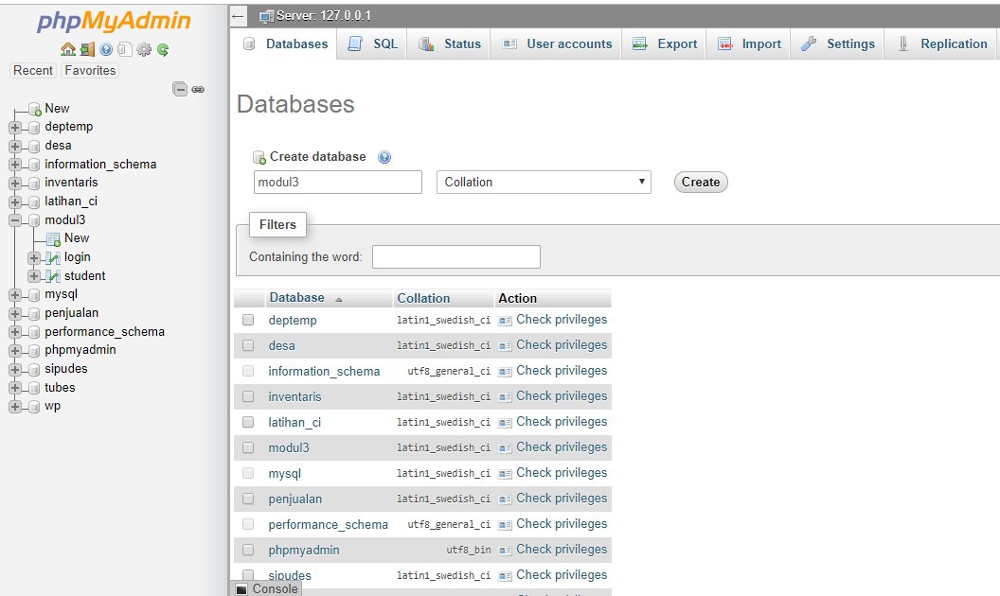 phpMyAdmin
Recent Favorites
New
deptemp
desa
information_schema
inventaris
latihan_ci
modul3
New
login
student
mysql
penjualan
performance_schema
phpmyadmin
sipudes
tubes
wp
Server: 127.0.0.1
Databases SQL Status User accounts Export Import Settings Replication
Databases
Create database
modul3 Collation Create
Filters
Containing the word:
Database Collation Action
deptemp latin1_swedish_ci Check privileges
desa latin1_swedish_ci Check privileges
information_schema utf8_general_ci Check privileges
inventaris latin1_swedish_ci Check privileges
latihan_ci latin1_swedish_ci Check privileges
modul3 latin1_swedish_ci Check privileges
mysql latin1_swedish_ci Check privileges
penjualan latin1_swedish_ci Check privileges
performance_schema utf8_general_ci Check privileges
phpmyadmin utf8_bin Check privileges
sipudes latin1_swedish_ci Check privileges
Console